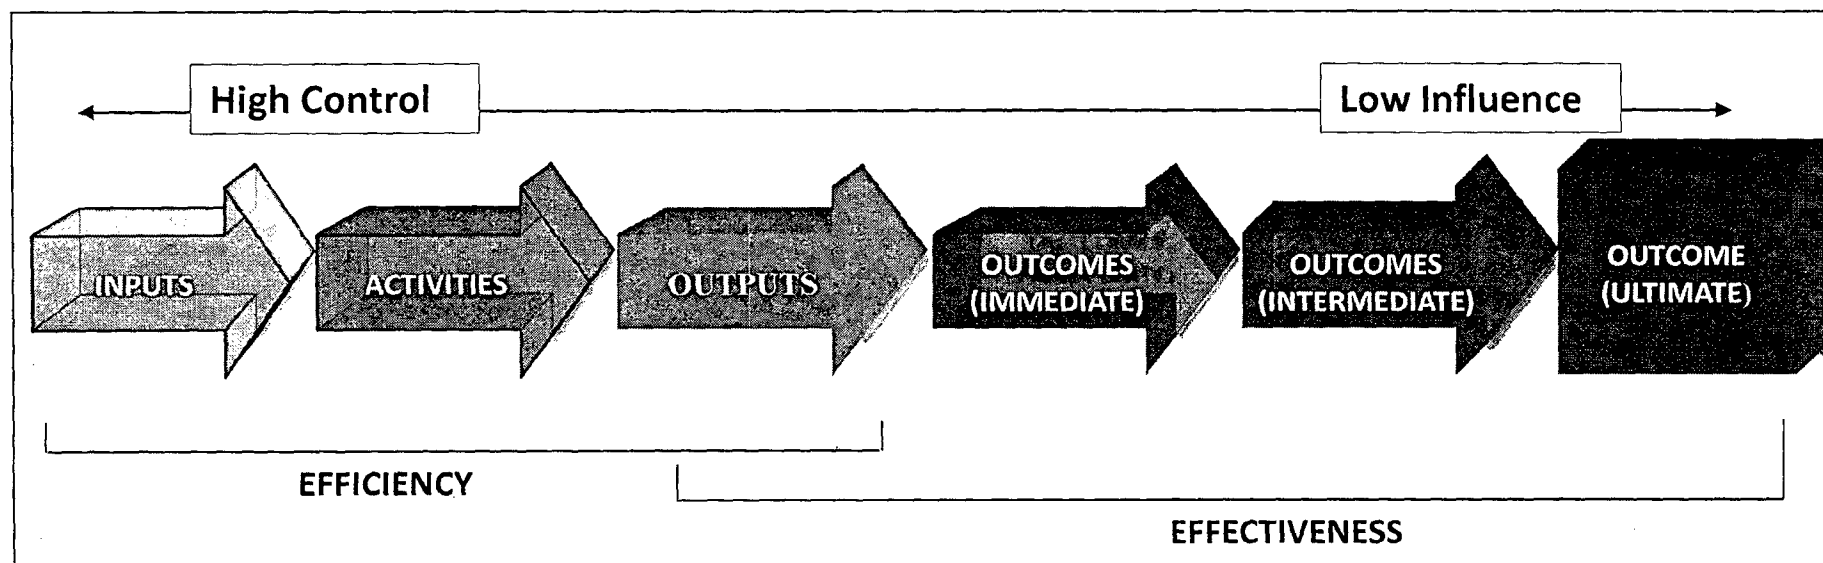 High Control
Low Influence
INPUTS
ACTIVITIES
OUTPUTS
OUTCOMES
(IMMEDIATE)
OUTCOMES
(INTERMEDIATE)
OUTCOME
(ULTIMATE)
EFFICIENCY
EFFECTIVENESS